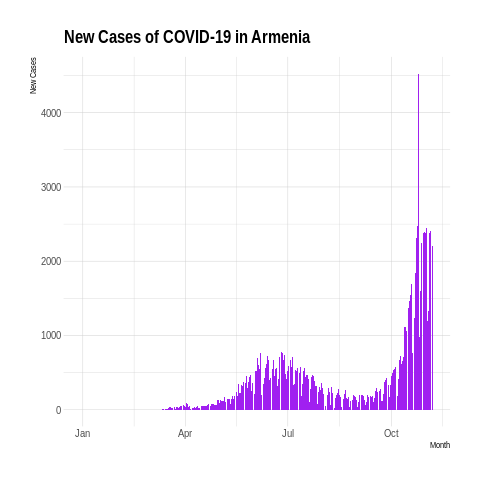 New Cases of COVID-19 in Armenia
New Cases
4000
3000
2000
1000
0
Jan Apr Jul Oct
Month